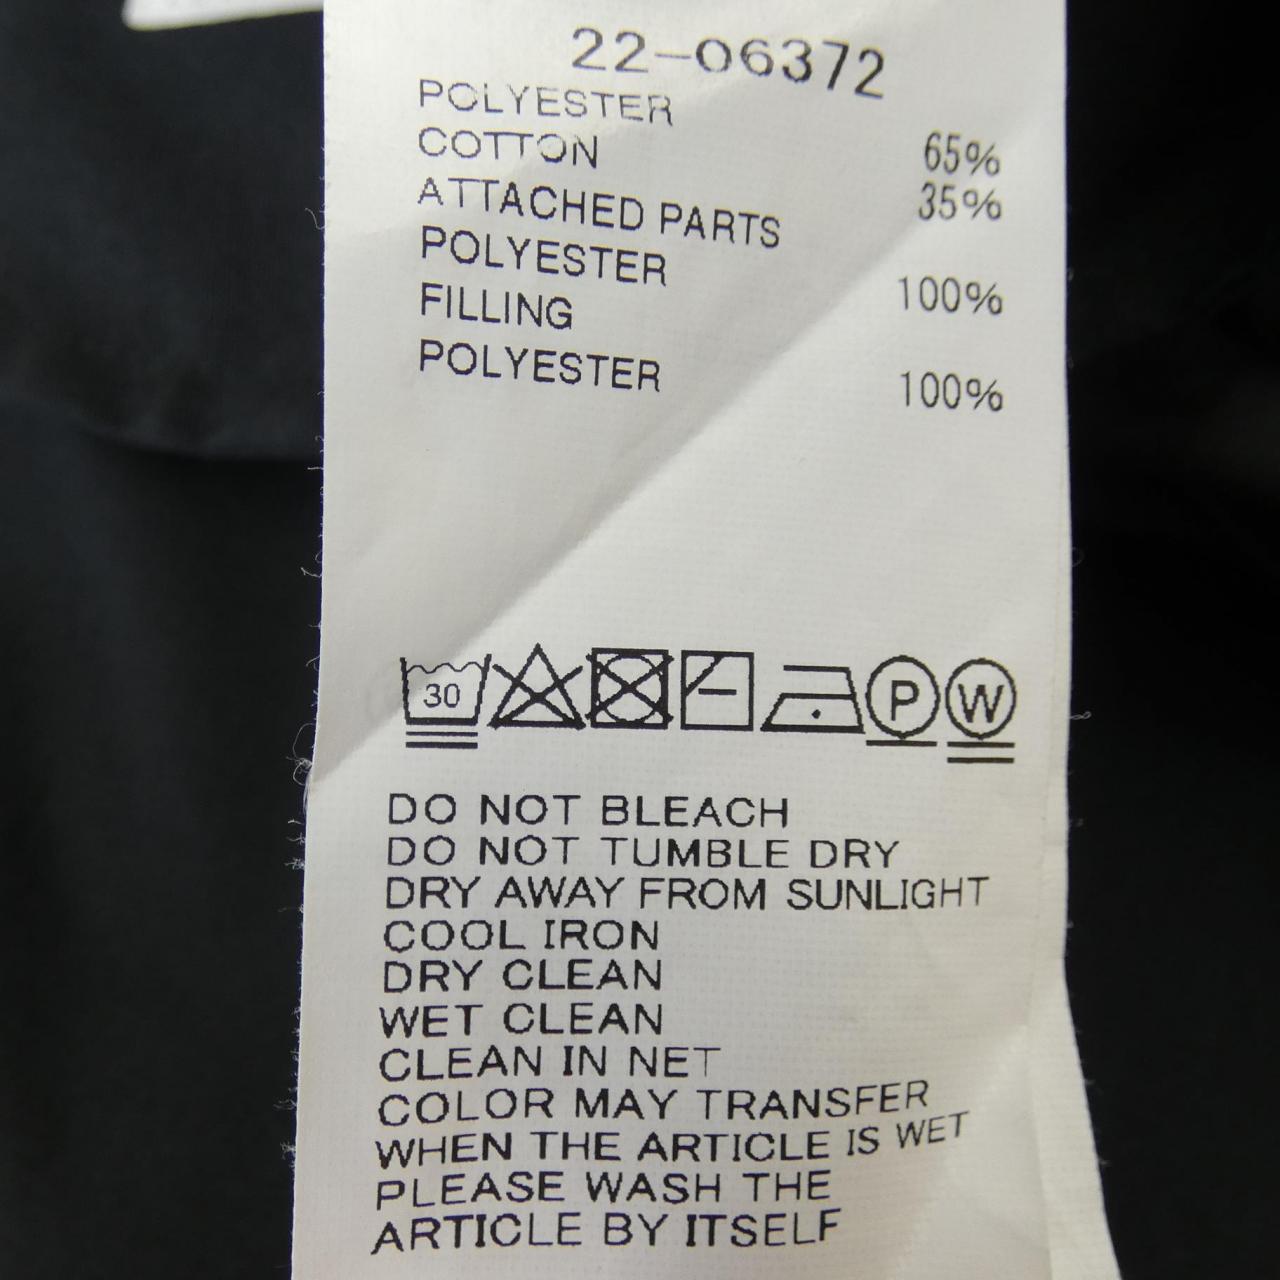 22-06372
POLYESTER 65%
COTTON 35%
ATTACHED PARTS
POLYESTER 100%
FILLING
POLYESTER 100%
30 P W
DO NOT BLEACH
DO NOT TUMBLE DRY
DRY AWAY FROM SUNLIGHT
COOL IRON
DRY CLEAN
WET CLEAN
CLEAN IN NET
COLOR MAY TRANSFER
WHEN THE ARTICLE IS WET
PLEASE WASH THE
ARTICLE BY ITSELF